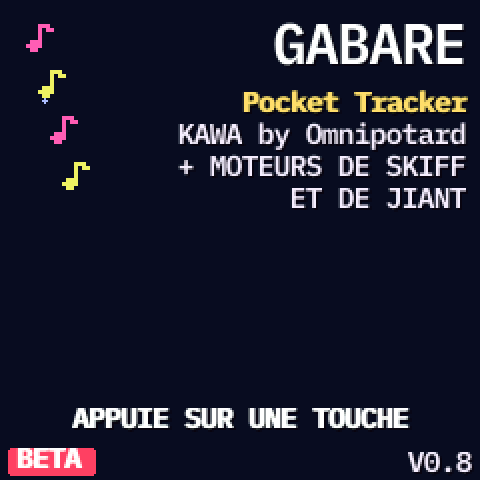 GABARE
Pocket Tracker
KAWA by Omnipotard
+ MOTEURS DE SKIFF
ET DE JIANT
APPUIE SUR UNE TOUCHE
BETA
V0.8